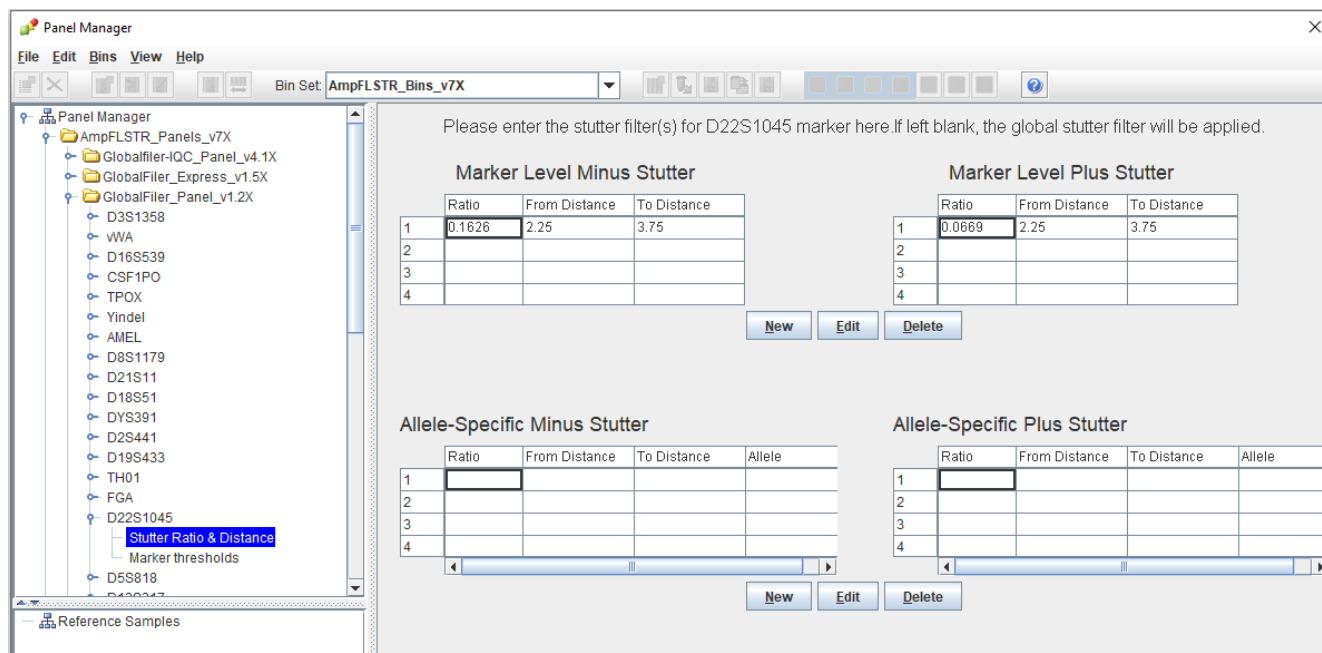 Panel Manager
File Edit Bins View Help
Bin Set: AmpFLSTR_Bins_v7X
Panel Manager
AmpFLSTR_Panels_v7X
Globalfiler-IQC_Panel_v4.1X
GlobalFiler_Express_v1.5X
GlobalFiler_Panel_v1.2X
D3S1358
vWA
D16S539
CSF1PO
TPOX
Yindel
AMEL
D8S1179
D21S11
D18S51
DYS391
D2S441
D19S433
TH01
FGA
D22S1045
Stutter Ratio & Distance
Marker thresholds
D5S818
Reference Samples
Please enter the stutter filter(s) for D22S1045 marker here.If left blank, the global stutter filter will be applied.
Marker Level Minus Stutter
Ratio From Distance To Distance
1 0.1626 2.25 3.75
2
3
4
Marker Level Plus Stutter
Ratio From Distance To Distance
1 0.0669 2.25 3.75
2
3
4
New Edit Delete
Allele-Specific Minus Stutter
Ratio From Distance To Distance Allele
1
2
3
4
Allele-Specific Plus Stutter
Ratio From Distance To Distance Allele
1
2
3
4
New Edit Delete